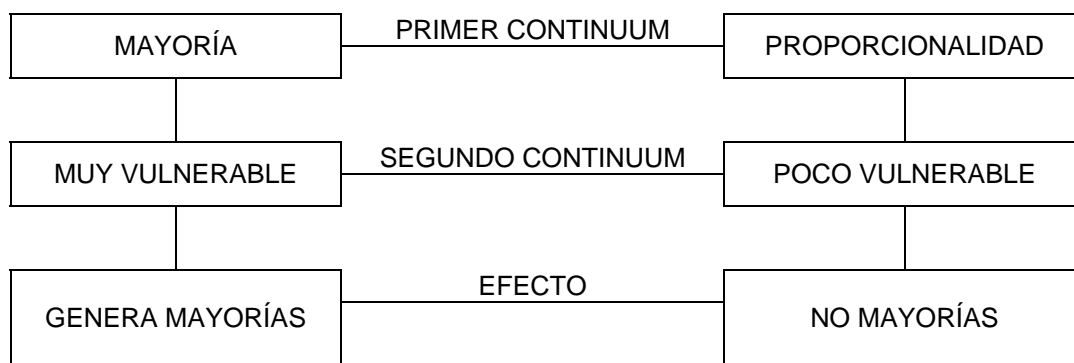 MAYORÍA
PRIMER CONTINUUM
PROPORCIONALIDAD
MUY VULNERABLE
SEGUNDO CONTINUUM
POCO VULNERABLE
GENERA MAYORÍAS
EFECTO
NO MAYORÍAS